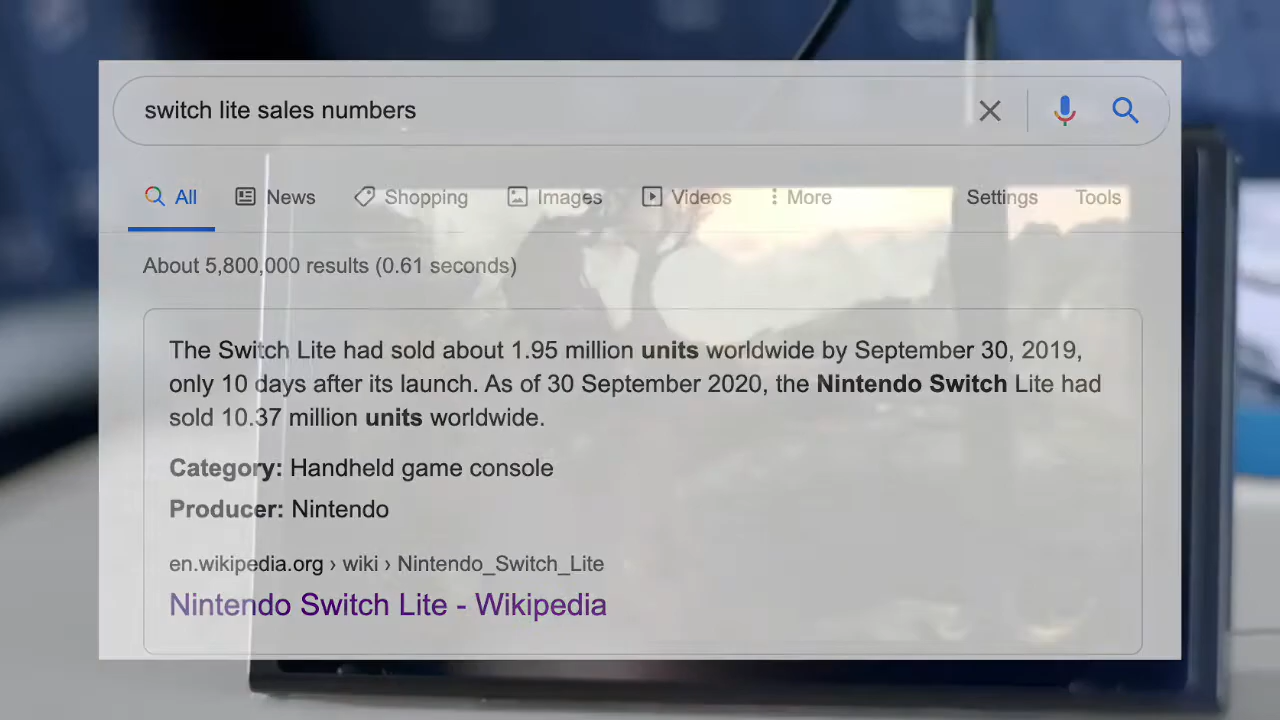 switch lite sales numbers
All News Shopping Images Videos More Settings Tools
About 5,800,000 results (0.61 seconds)
The Switch Lite had sold about 1.95 million units worldwide by September 30, 2019,
only 10 days after its launch. As of 30 September 2020, the Nintendo Switch Lite had
sold 10.37 million units worldwide.
Category: Handheld game console
Producer: Nintendo
en.wikipedia.org › wiki › Nintendo_Switch_Lite
Nintendo Switch Lite - Wikipedia